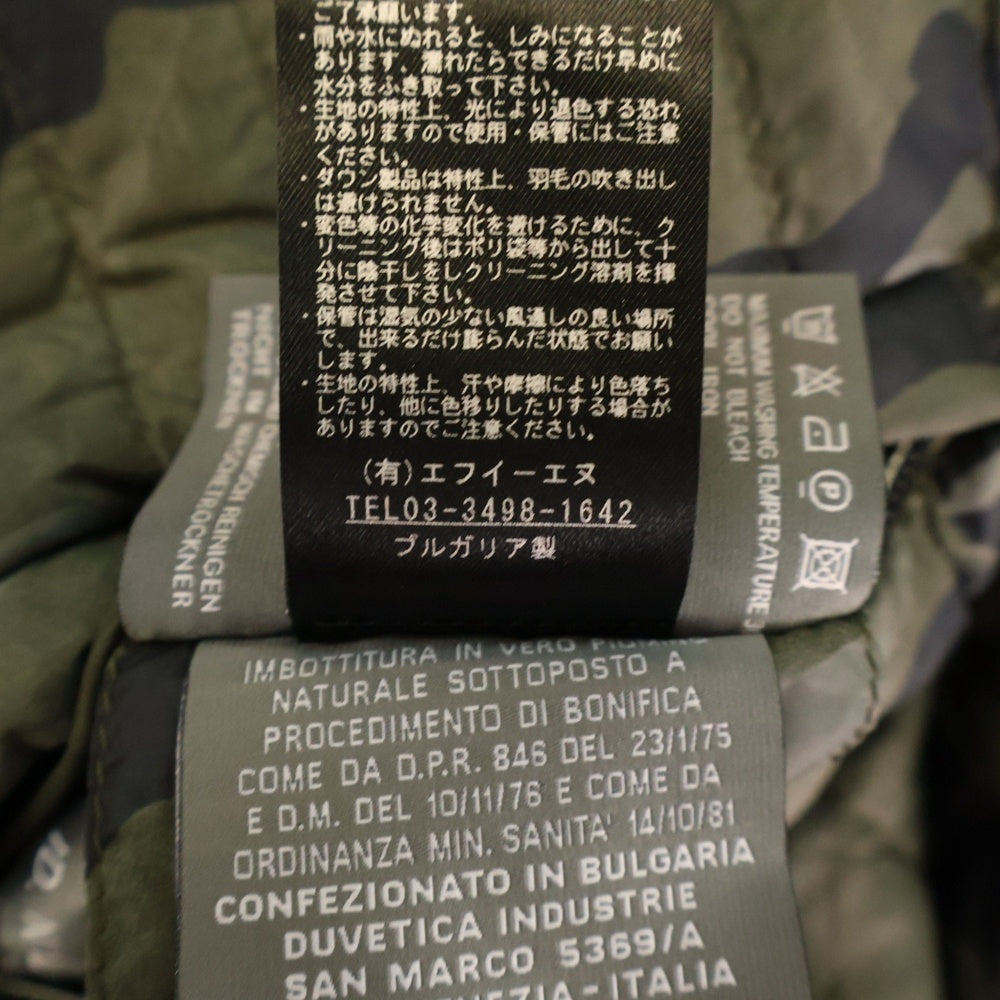 ご了承願います。
・雨や水にぬれると、しみになることが
あります、濡れたらできるだけ早めに
水分をふき取って下さい。
・生地の特性上、光により退色する恐れ
がありますので使用・保管にはご注意
ください。
・ダウン製品は特性上、羽毛の吹き出し
は避けられません。
・変色等の化学変化を避けるために、ク
リーニング後はポリ袋等から出して十
分に陰干しをしクリーニング溶剤を揮
発させて下さい。
・保管は湿気の少ない風通しの良い場所
で、出来るだけ膨らんだ状態でお願い
します。
・生地の特性上、汗や摩擦により色落ち
したり、他に色移りしたりする場合が
ありますのでご注意ください。
(有)エフイーエヌ
TEL03-3498-1642
ブルガリア製
MAXIMUM WASHING TEMPERATURE
DO NOT BLEACH
IRON
REINIGEN
TROCKNER
IMBOTTITURA IN VERO
NATURALE SOTTOPOSTO A
PROCEDIMENTO DI BONIFICA
COME DA D.P.R. 846 DEL 23/1/75
E D.M. DEL 10/11/76 E COME DA
ORDINANZA MIN. SANITA' 14/10/81
CONFEZIONATO IN BULGARIA
DUVETICA INDUSTRIE
SAN MARCO 5369/A
VENEZIA-ITALIA